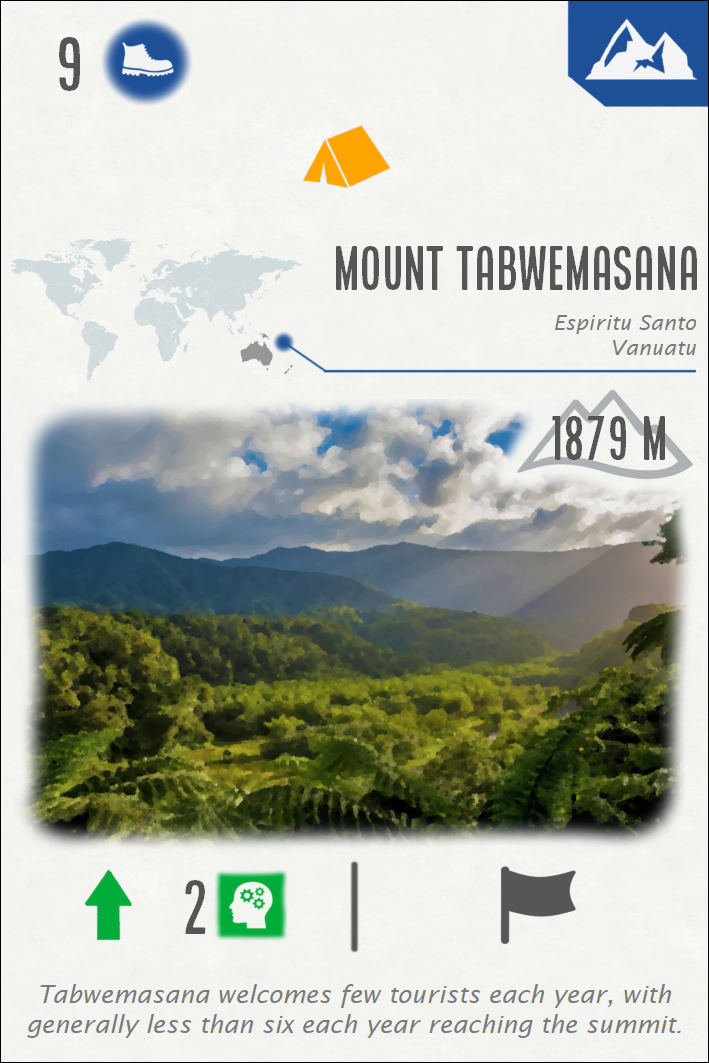 9
MOUNT TABWEMASANA
Espiritu Santo
Vanuatu
1879 M
2
Tabwemasana welcomes few tourists each year, with
generally less than six each year reaching the summit.